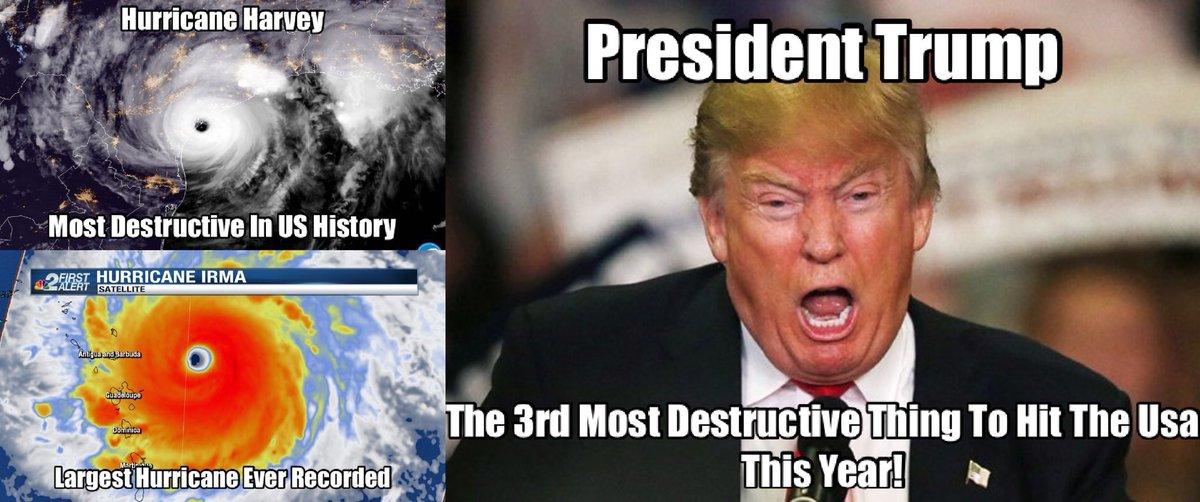 Hurricane Harvey
Most Destructive In US History
2 FIRST ALERT
HURRICANE IRMA
SATELLITE
Antigua and Barbuda
Guadeloupe
Dominica
Largest Hurricane Ever Recorded
President Trump
The 3rd Most Destructive Thing To Hit The Usa
This Year!